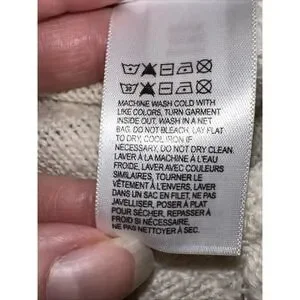 MACHINE WASH COLD WITH
LIKE COLORS, TURN GARMENT
INSIDE OUT, WASH IN A NET
BAG. DO NOT BLEACH. LAY FLAT
TO DRY, COOL IRON IF
NECESSARY, DO NOT DRY CLEAN.
LAVER À LA MACHINE À L'EAU
FROIDE, LAVER AVEC COULEURS
SIMILAIRES, TOURNER LE
VÊTEMENT À L'ENVERS, LAVER
DANS UN SAC EN FILET, NE PAS
JAVELLISER, POSER À PLAT
POUR SÉCHER, REPASSER À
FROID SI NÉCESSAIRE,
NE PAS NETTOYER À SEC.